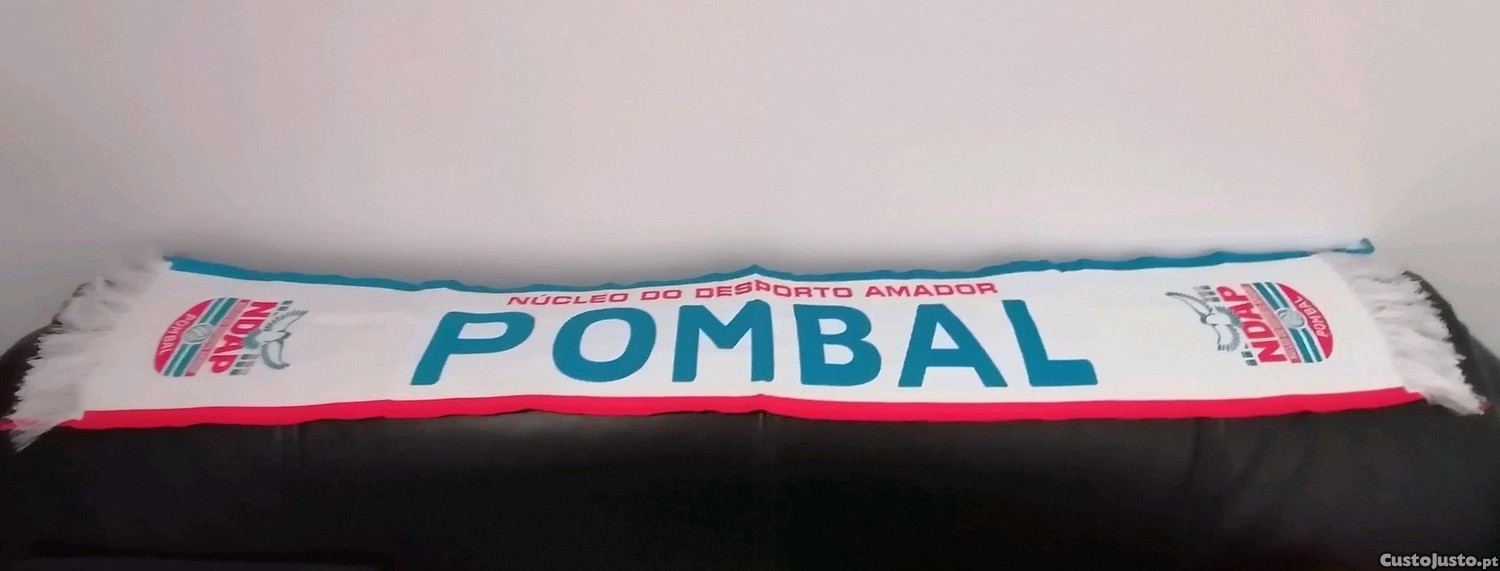 NÚCLEO DO DESPORTO AMADOR
POMBAL
NDAP
POMBAL
NDAP
POMBAL
CustoJusto.pt